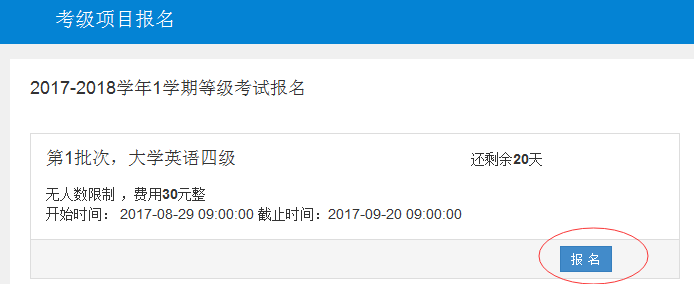 考级项目报名
2017-2018学年1学期等级考试报名
第1批次，大学英语四级
还剩余20天
无人数限制 ，费用30元整
开始时间： 2017-08-29 09:00:00 截止时间：2017-09-20 09:00:00
报 名